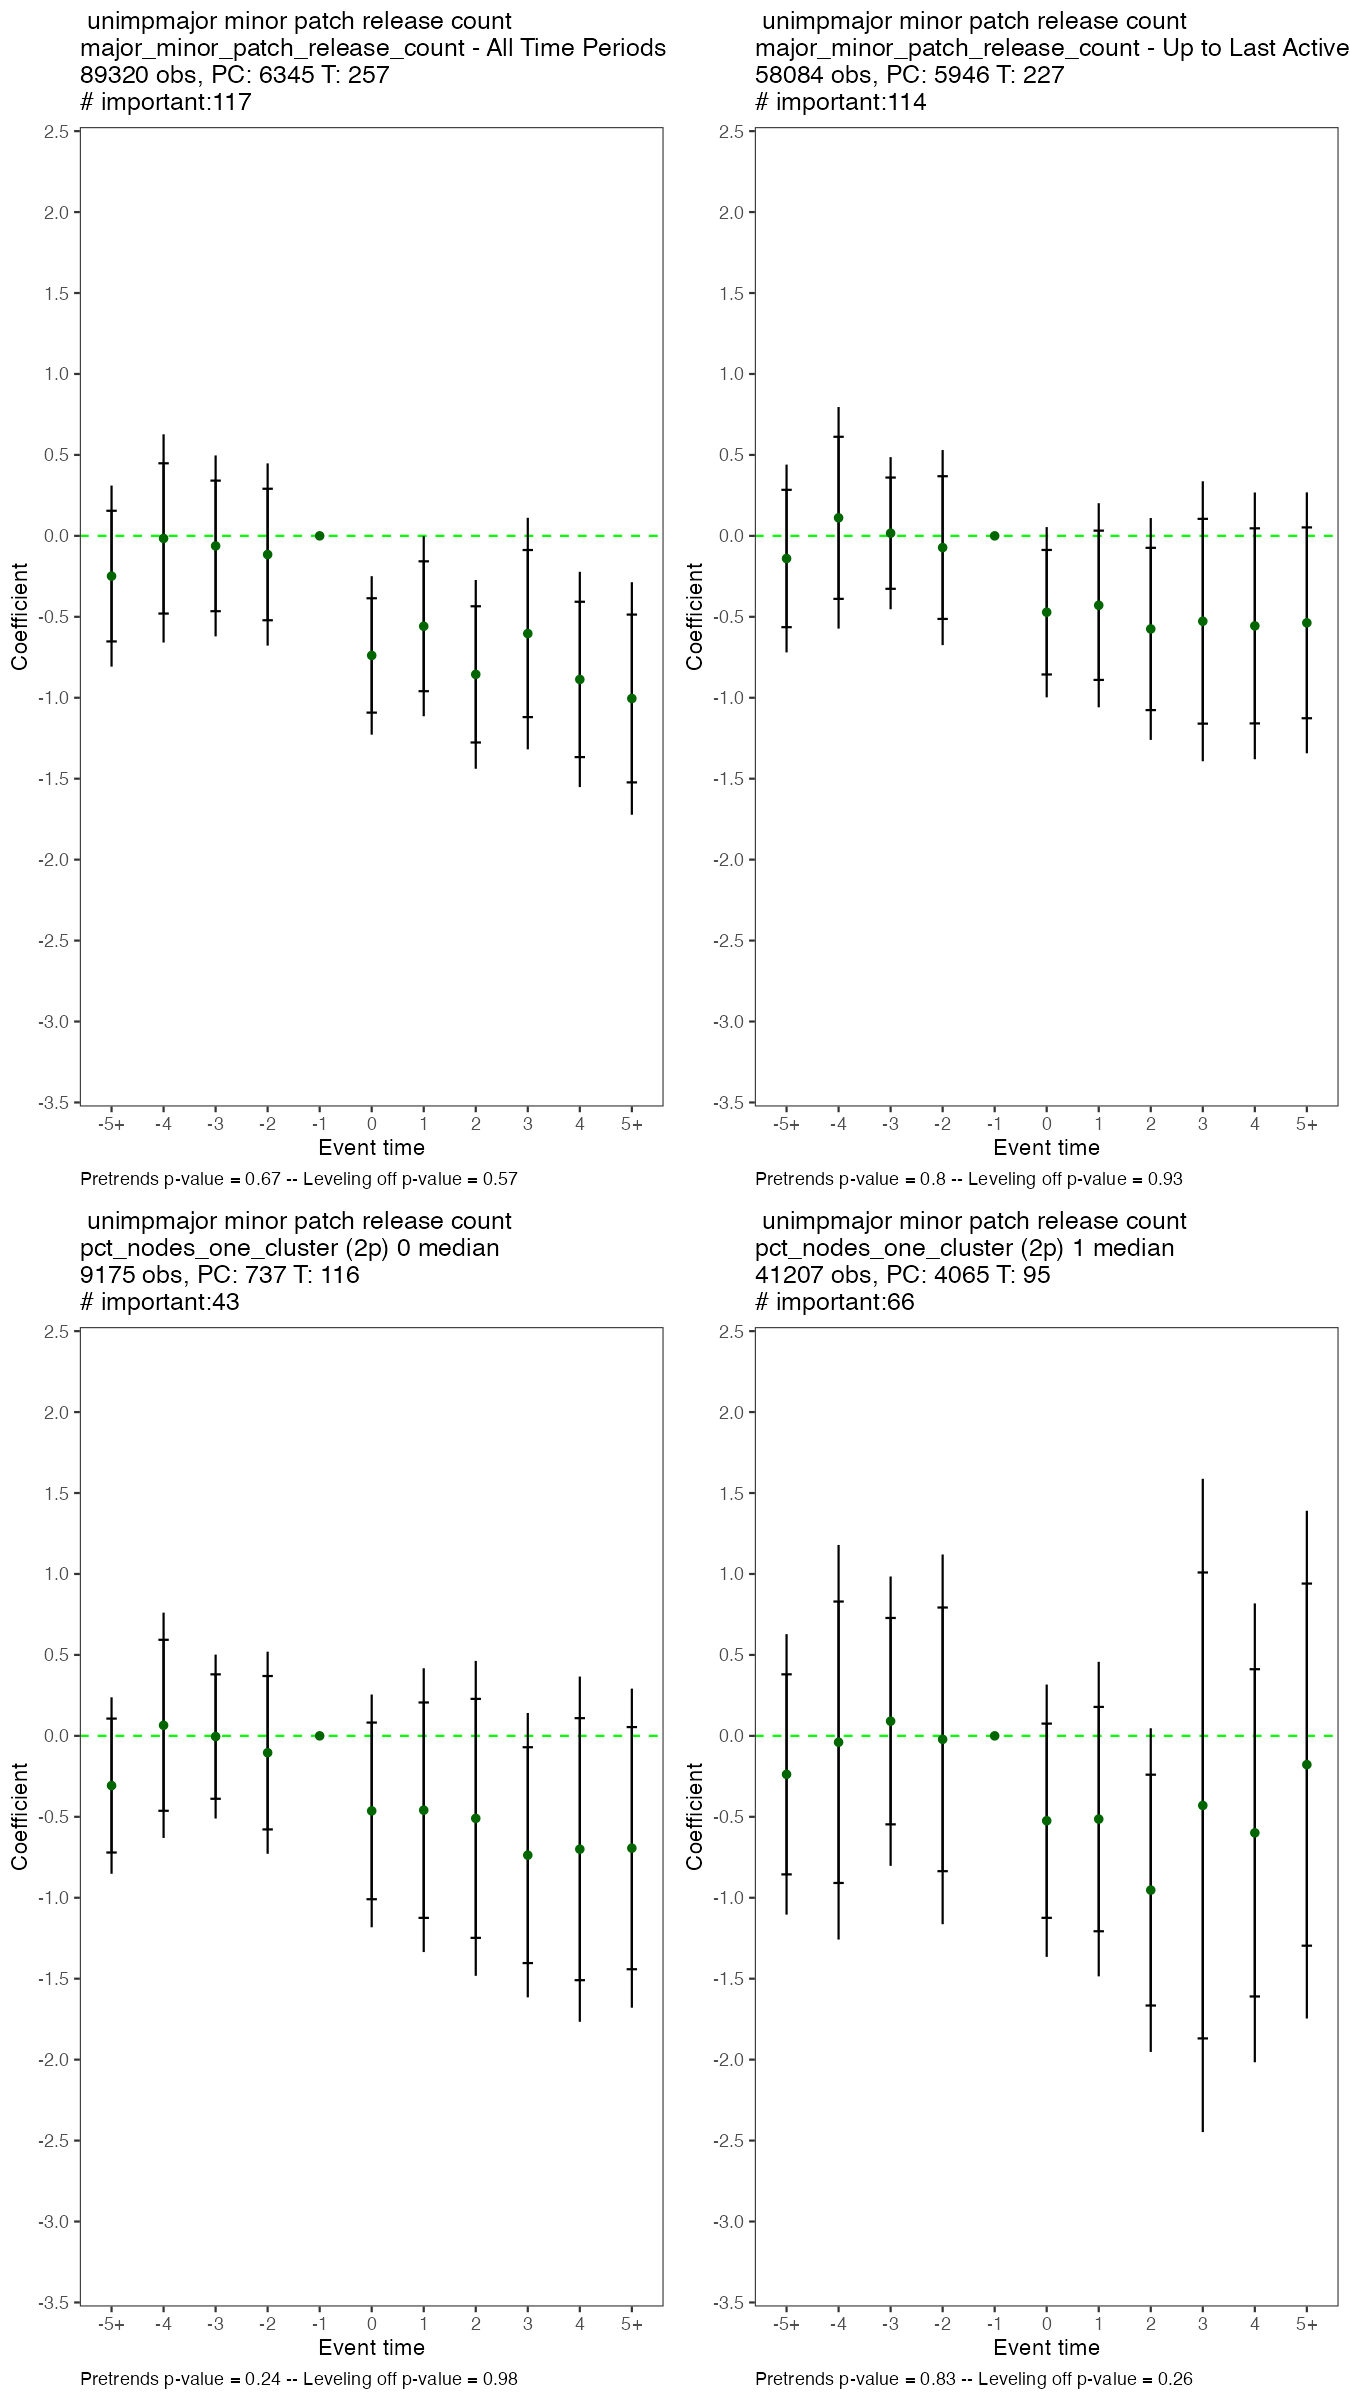 unimpmajor minor patch release count
major_minor_patch_release_count - All Time Periods
89320 obs, PC: 6345 T: 257
# important:117
2.5
2.0
1.5
1.0
0.5
0.0
-0.5
-1.0
-1.5
-2.0
-2.5
-3.0
-3.5
Coefficient
-5+ -4 -3 -2 -1 0 1 2 3 4 5+
Event time
Pretrends p-value = 0.67 -- Leveling off p-value = 0.57
unimpmajor minor patch release count
major_minor_patch_release_count - Up to Last Active
58084 obs, PC: 5946 T: 227
# important:114
2.5
2.0
1.5
1.0
0.5
0.0
-0.5
-1.0
-1.5
-2.0
-2.5
-3.0
-3.5
Coefficient
-5+ -4 -3 -2 -1 0 1 2 3 4 5+
Event time
Pretrends p-value = 0.8 -- Leveling off p-value = 0.93
unimpmajor minor patch release count
pct_nodes_one_cluster (2p) 0 median
9175 obs, PC: 737 T: 116
# important:43
2.5
2.0
1.5
1.0
0.5
0.0
-0.5
-1.0
-1.5
-2.0
-2.5
-3.0
-3.5
Coefficient
-5+ -4 -3 -2 -1 0 1 2 3 4 5+
Event time
Pretrends p-value = 0.24 -- Leveling off p-value = 0.98
unimpmajor minor patch release count
pct_nodes_one_cluster (2p) 1 median
41207 obs, PC: 4065 T: 95
# important:66
2.5
2.0
1.5
1.0
0.5
0.0
-0.5
-1.0
-1.5
-2.0
-2.5
-3.0
-3.5
Coefficient
-5+ -4 -3 -2 -1 0 1 2 3 4 5+
Event time
Pretrends p-value = 0.83 -- Leveling off p-value = 0.26